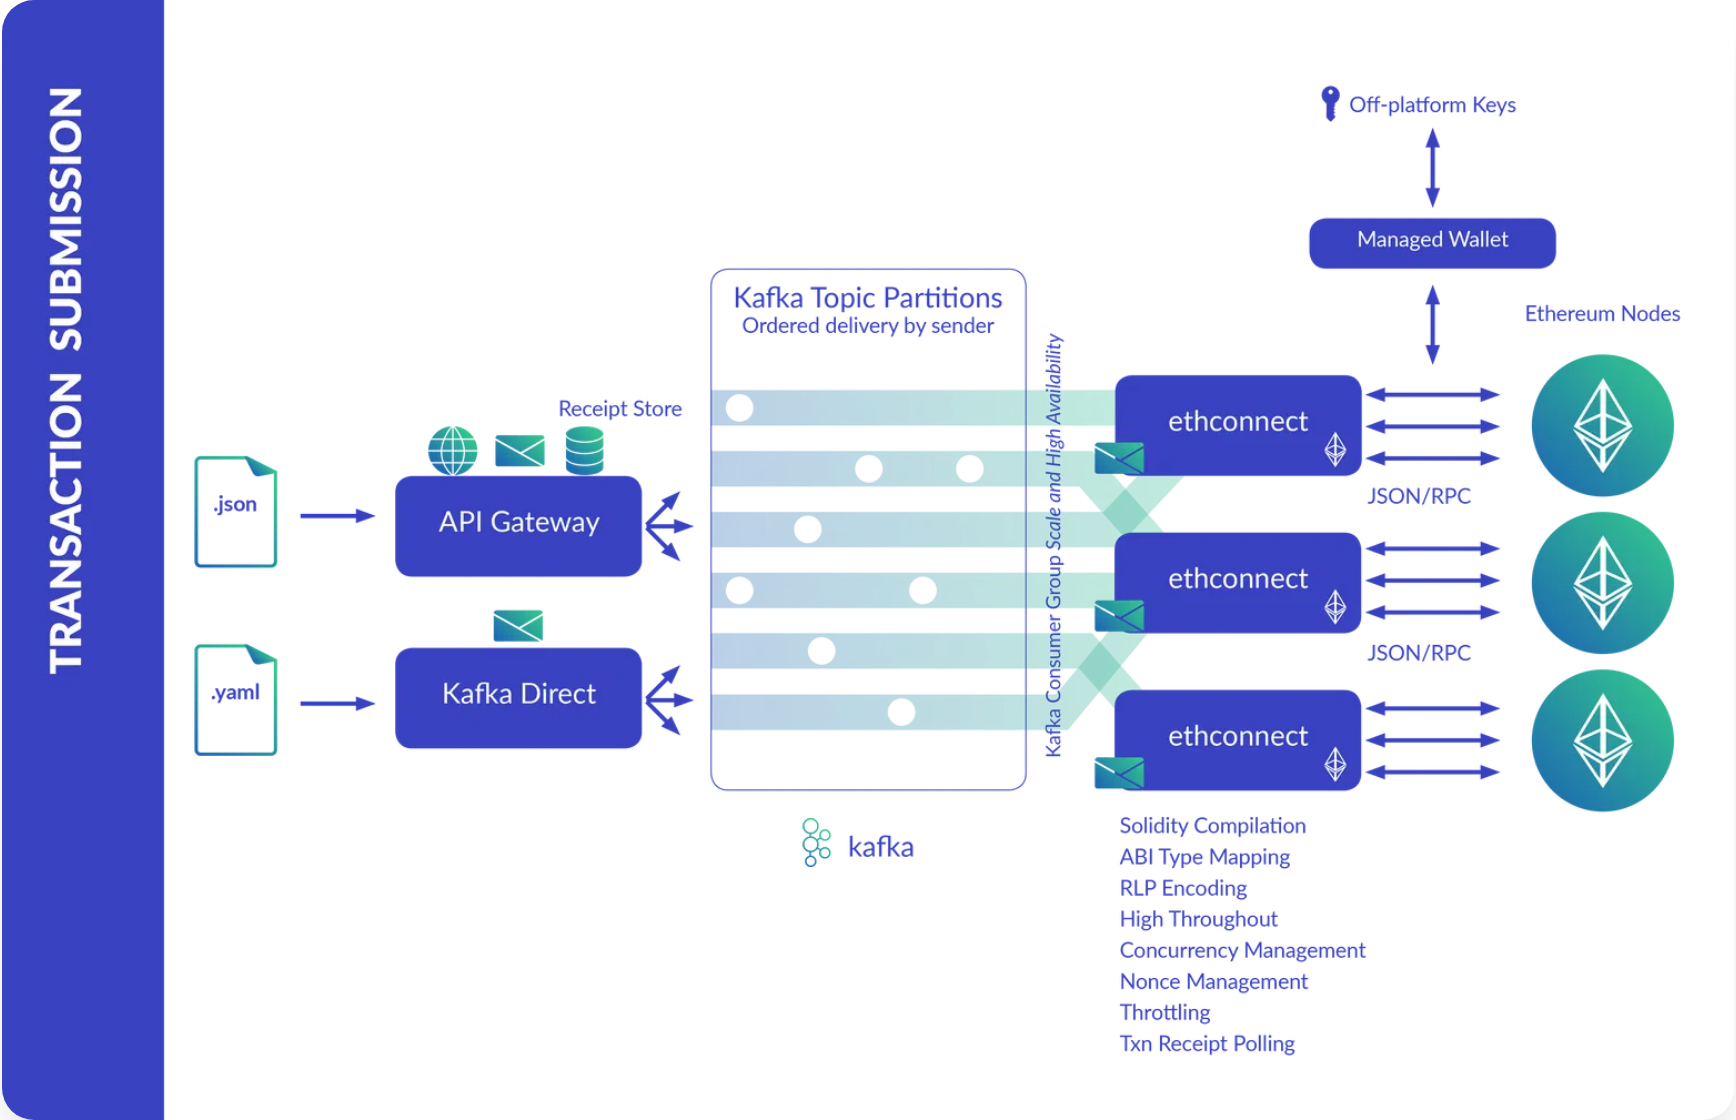 TRANSACTION SUBMISSION
Off-platform Keys
Managed Wallet
Ethereum Nodes
Kafka Topic Partitions
Ordered delivery by sender
Kafka Consumer Group Scale and High Availability
Receipt Store
.json
API Gateway
.yaml
Kafka Direct
ethconnect
JSON/RPC
ethconnect
JSON/RPC
ethconnect
kafka
Solidity Compilation
ABI Type Mapping
RLP Encoding
High Throughout
Concurrency Management
Nonce Management
Throttling
Txn Receipt Polling